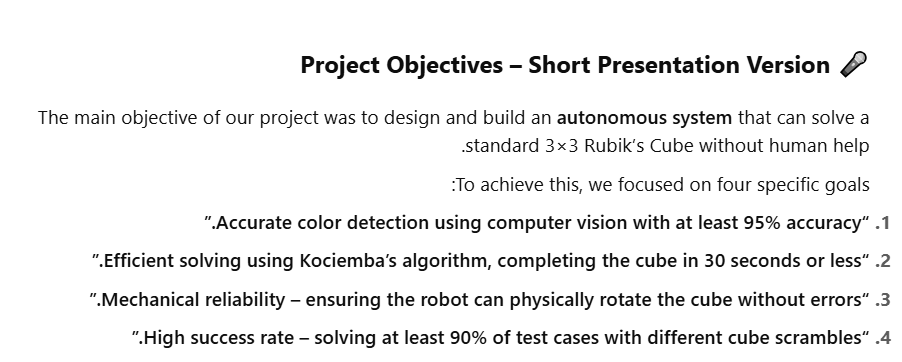 🎤 Project Objectives – Short Presentation Version
The main objective of our project was to design and build an autonomous system that can solve a
standard 3×3 Rubik’s Cube without human help.
To achieve this, we focused on four specific goals:
1. “Accurate color detection using computer vision with at least 95% accuracy.”
2. “Efficient solving using Kociemba’s algorithm, completing the cube in 30 seconds or less.”
3. “Mechanical reliability – ensuring the robot can physically rotate the cube without errors.”
4. “High success rate – solving at least 90% of test cases with different cube scrambles.”